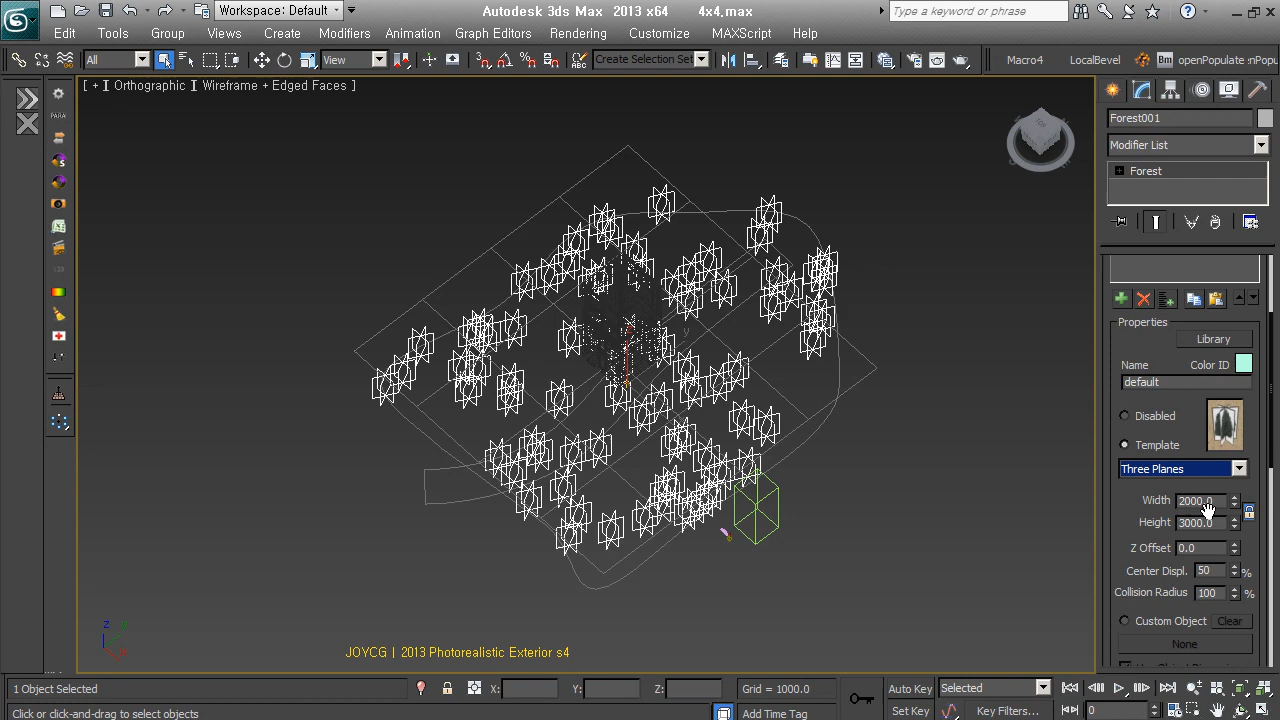 Workspace: Default
Autodesk 3ds Max 2013 x64 4x4.max
Type a keyword or phrase
Edit Tools Group Views Create Modifiers Animation Graph Editors Rendering Customize MAXScript Help
All View Create Selection Set Macro4 LocalBevel Bm openPopulate nPopu
[ + ] Orthographic ] Wireframe + Edged Faces ]
PARA
Forest001
Modifier List
Forest
Properties
Library
Name Color ID
default
Disabled
Template
Three Planes
Width 2000.0
Height 3000.0
Z Offset 0.0
Center Displ. 50 %
Collision Radius 100 %
Custom Object Clear
None
y
z
JOYCG | 2013 Photorealistic Exterior s4
1 Object Selected X: Y: Z: Grid = 1000.0 Auto Key Selected
Click or click-and-drag to select objects Add Time Tag Set Key Key Filters... 0